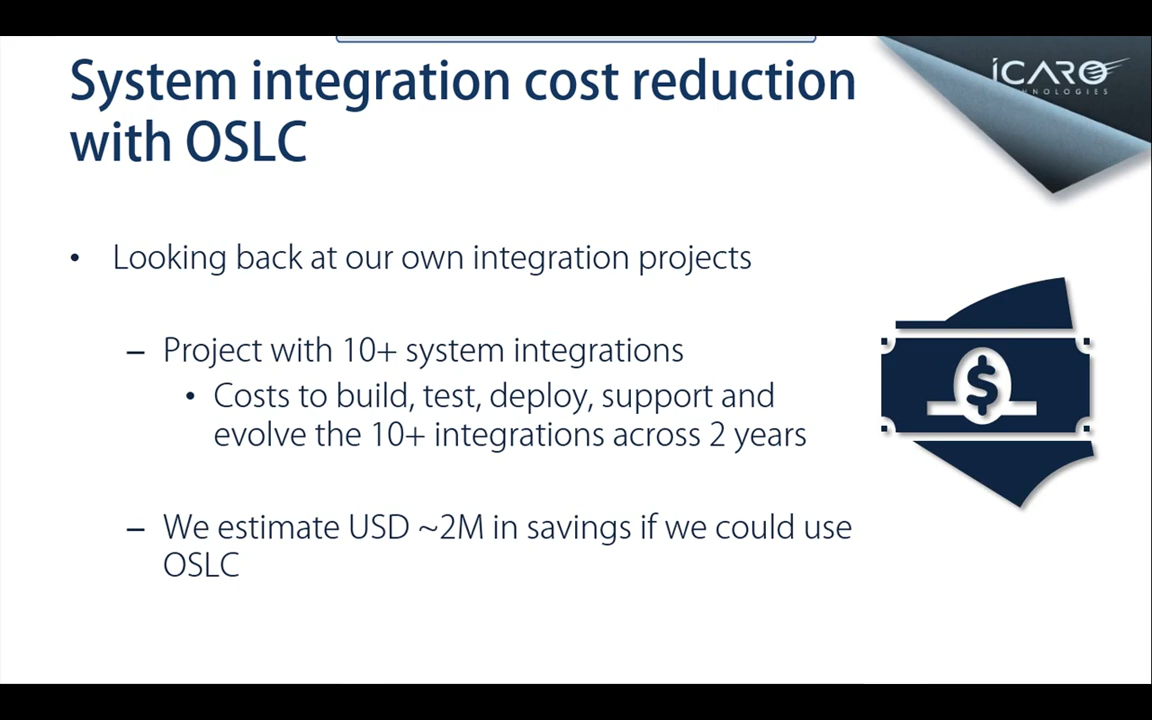 System integration cost reduction
with OSLC
iCARO
• Looking back at our own integration projects
– Project with 10+ system integrations
• Costs to build, test, deploy, support and
evolve the 10+ integrations across 2 years
$
– We estimate USD ~2M in savings if we could use
OSLC